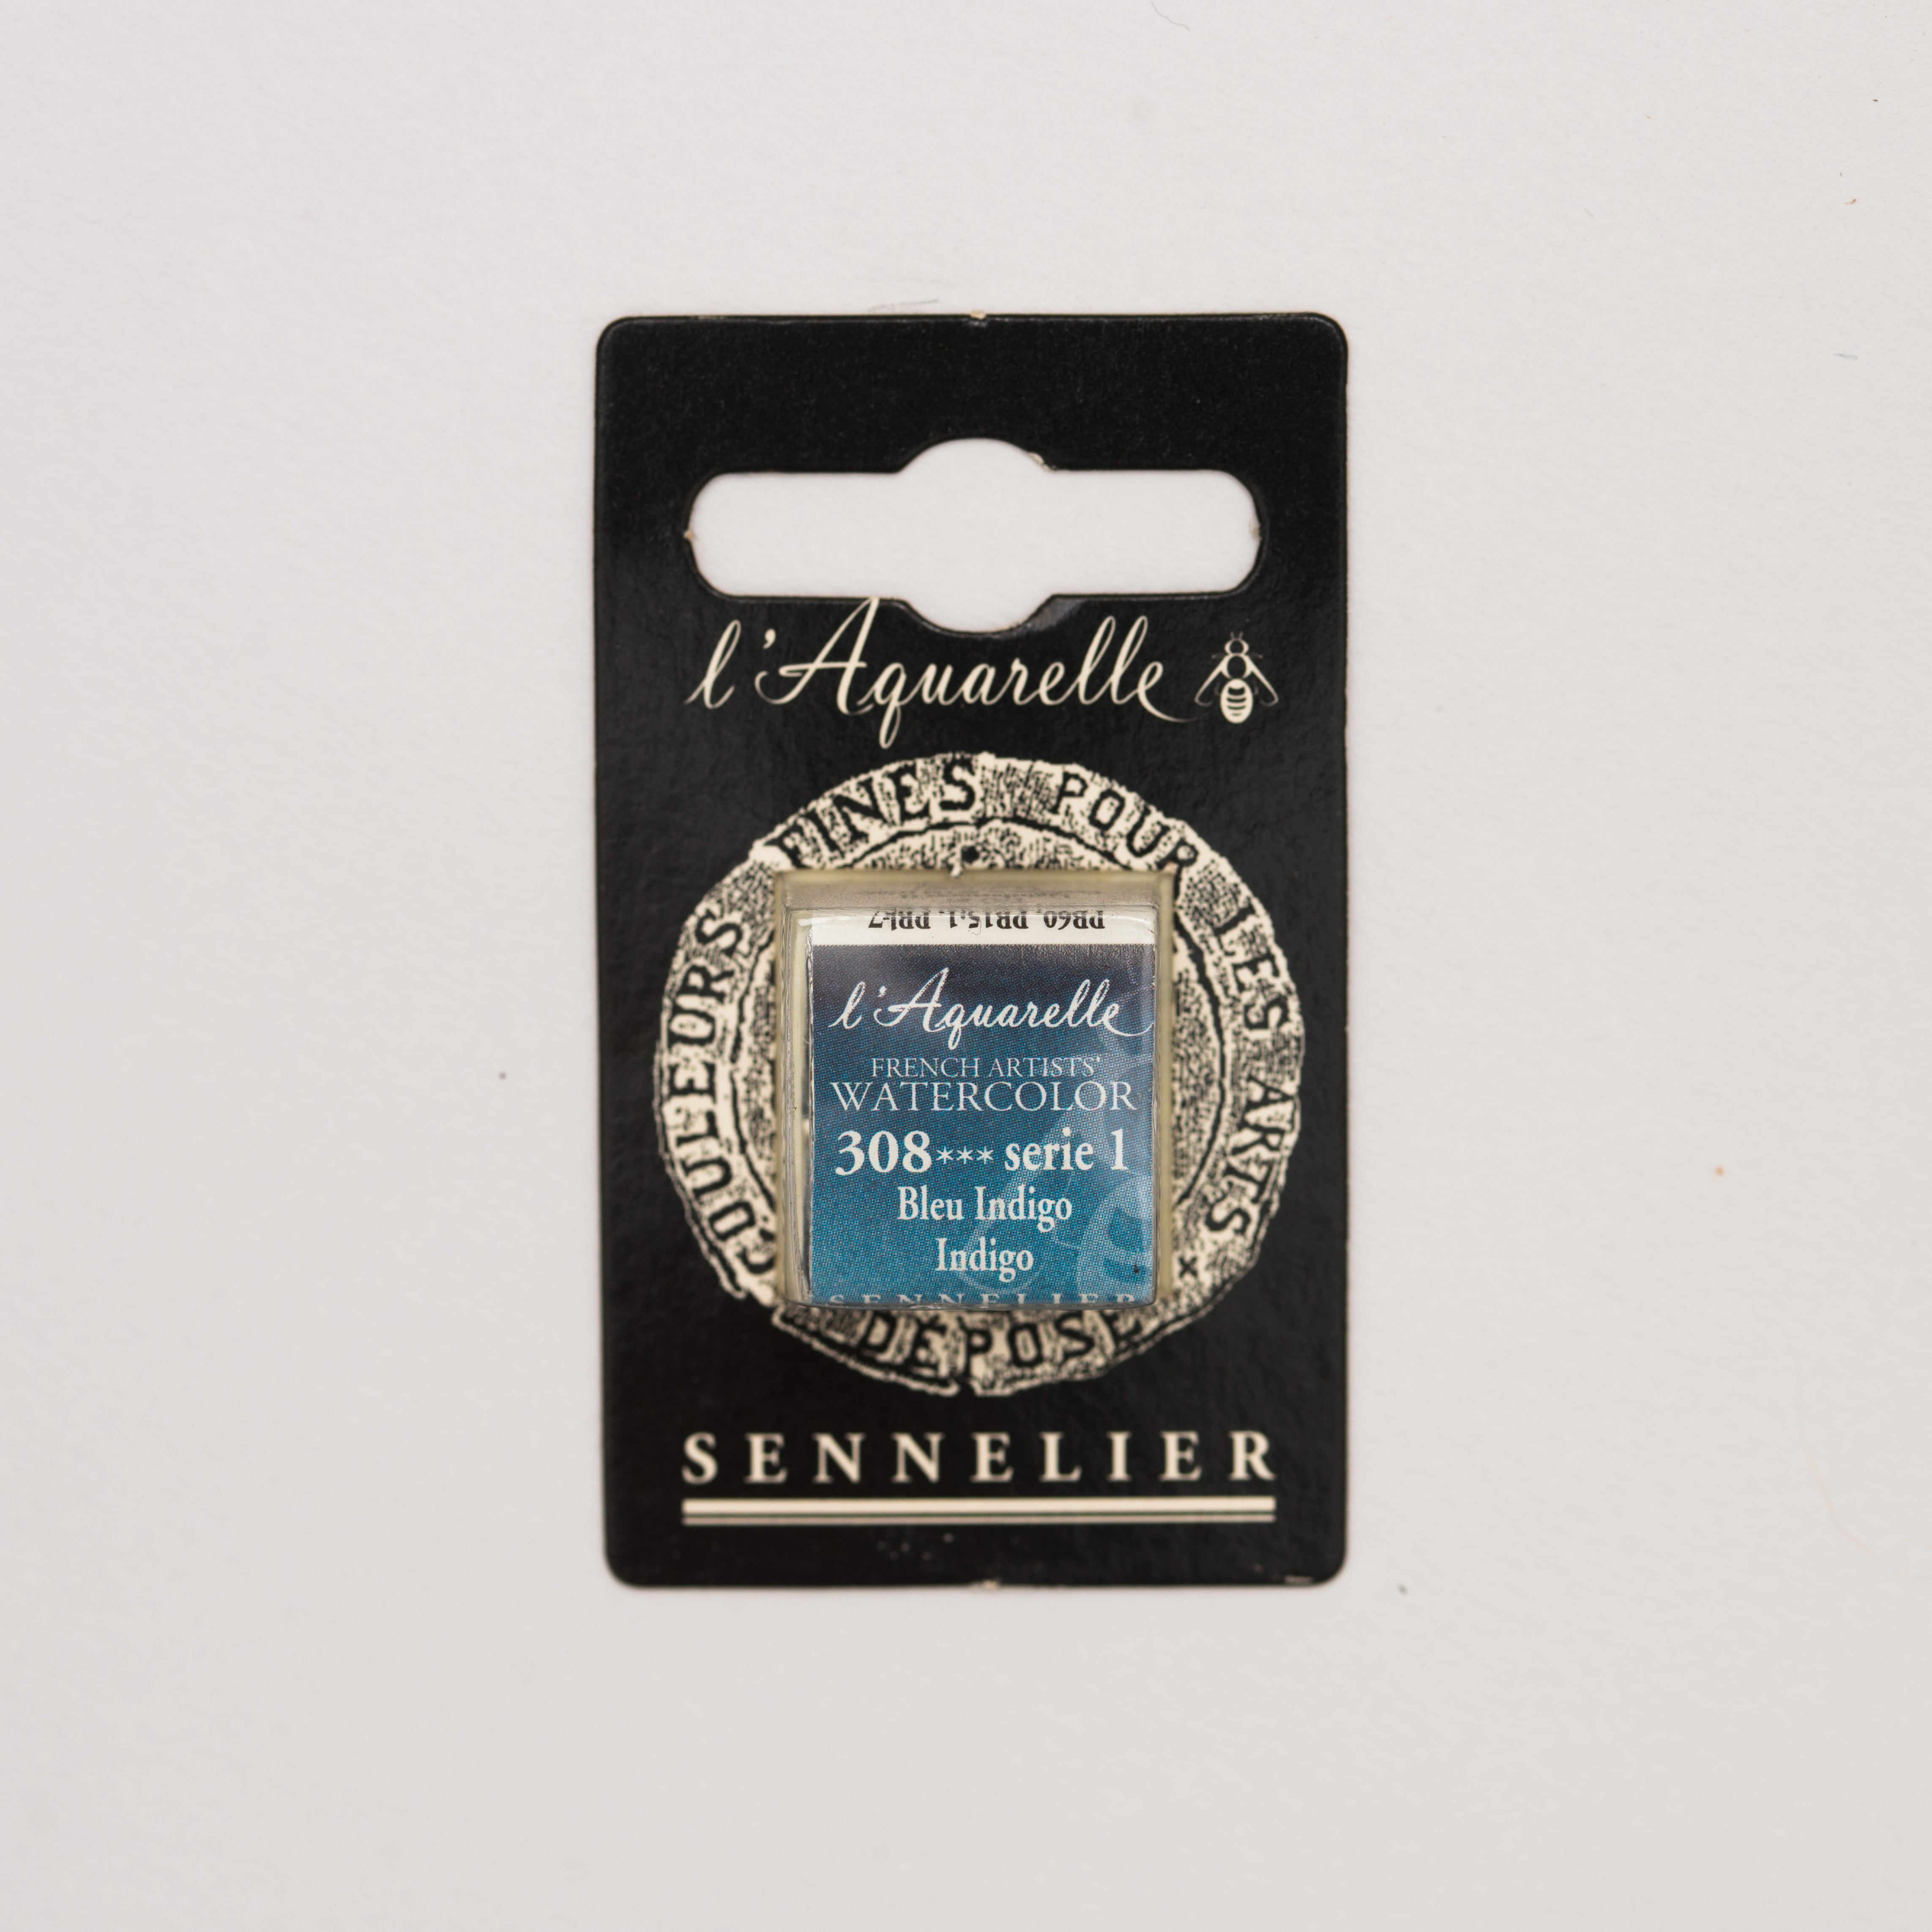 l'Aquarelle
COULEURS FINES POUR LES ARTS
DÉPOSÉ
PB60, PB15:1, PBk7
l'Aquarelle
FRENCH ARTISTS'
WATERCOLOR
308*** serie 1
Bleu Indigo
Indigo
SENNELIER
SENNELIER